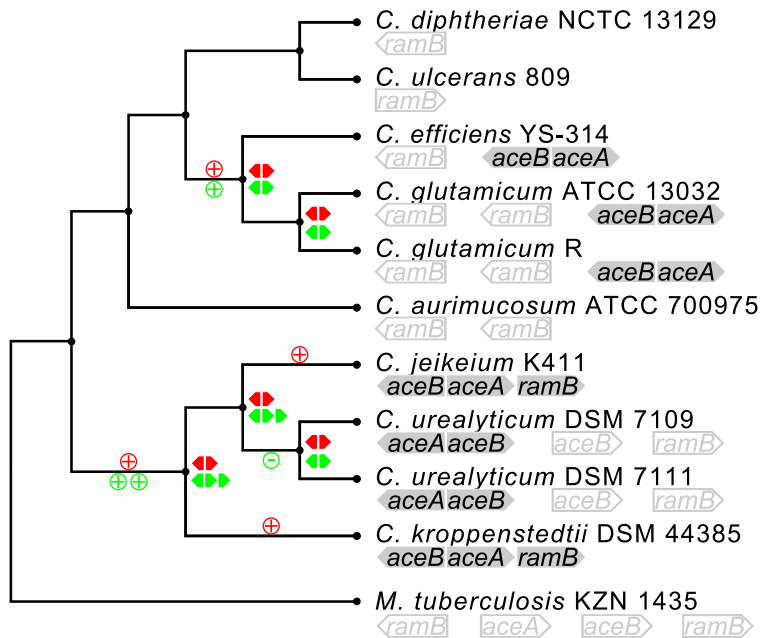 C. diphtheriae NCTC 13129
ramB
C. ulcerans 809
ramB
C. efficiens YS-314
ramB aceB aceA
C. glutamicum ATCC 13032
ramB ramB aceB aceA
C. glutamicum R
ramB ramB aceB aceA
C. aurimucosum ATCC 700975
ramB ramB
C. jeikeium K411
aceB aceA ramB
C. urealyticum DSM 7109
aceA aceB aceB ramB
C. urealyticum DSM 7111
aceA aceB aceB ramB
C. kroppenstedtii DSM 44385
aceB aceA ramB
M. tuberculosis KZN 1435
ramB aceA aceB ramB